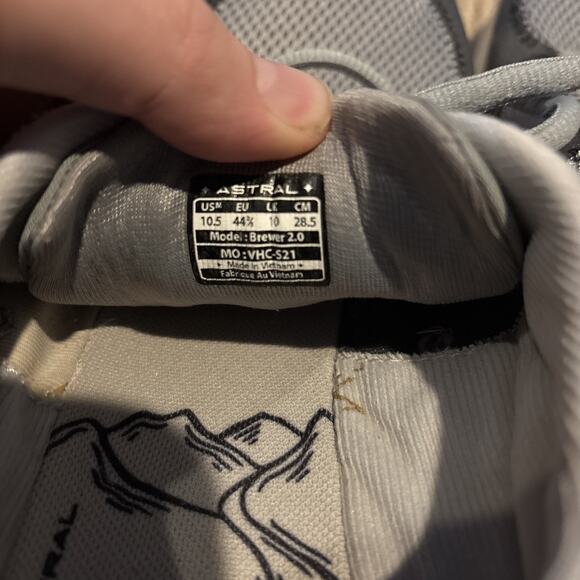 ASTRAL
USᴹ EU UK CM
10.5 44⅔ 10 28.5
Model: Brewer 2.0
MO: VHC-S21
Made in Vietnam
Fabrique Au Vietnam
RAL